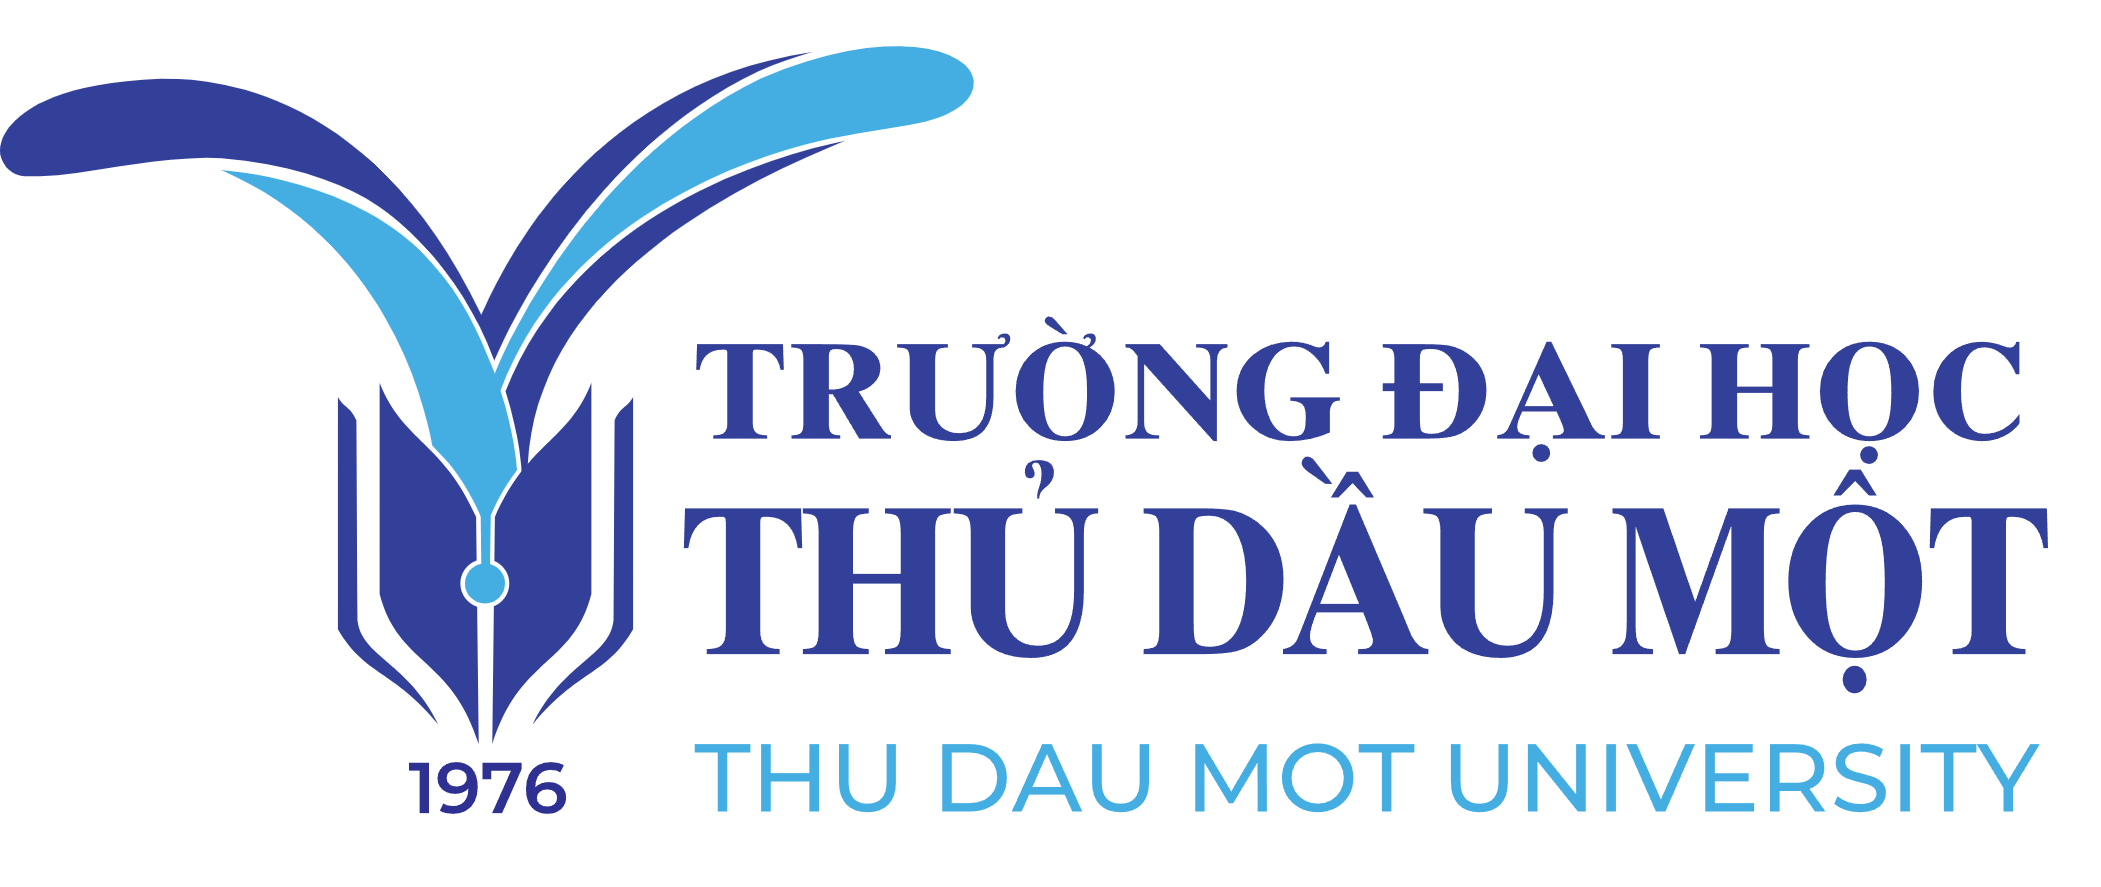 TRƯỜNG ĐẠI HỌC
THỦ DẦU MỘT
THU DAU MOT UNIVERSITY
1976